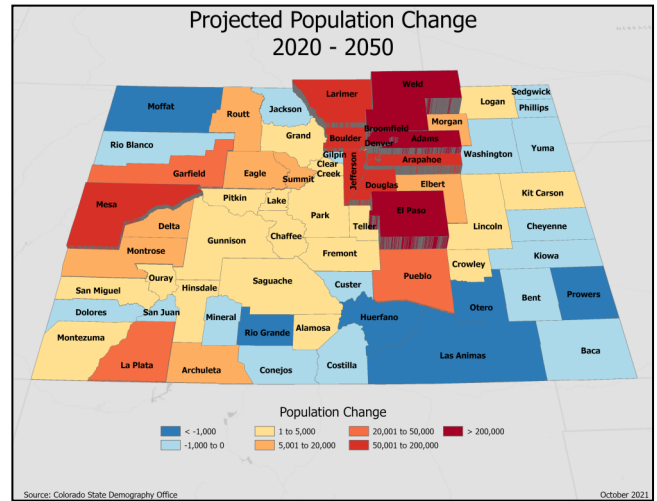 Projected Population Change
2020 - 2050
Moffat
Routt
Jackson
Larimer
Weld
Logan
Sedgwick
Phillips
Rio Blanco
Grand
Boulder
Broomfield
Morgan
Gilpin
Denver
Adams
Washington
Yuma
Garfield
Eagle
Summit
Clear
Creek
Jefferson
Arapahoe
Mesa
Pitkin
Lake
Park
Douglas
Elbert
Kit Carson
Delta
Gunnison
Chaffee
Teller
El Paso
Lincoln
Cheyenne
Montrose
Ouray
Fremont
Crowley
Kiowa
San Miguel
Hinsdale
Saguache
Custer
Pueblo
Otero
Bent
Prowers
Dolores
San Juan
Mineral
Rio Grande
Alamosa
Huerfano
Montezuma
La Plata
Archuleta
Conejos
Costilla
Las Animas
Baca
Population Change
< -1,000
1 to 5,000
20,001 to 50,000
> 200,000
-1,000 to 0
5,001 to 20,000
50,001 to 200,000
Source: Colorado State Demography Office
October 2021